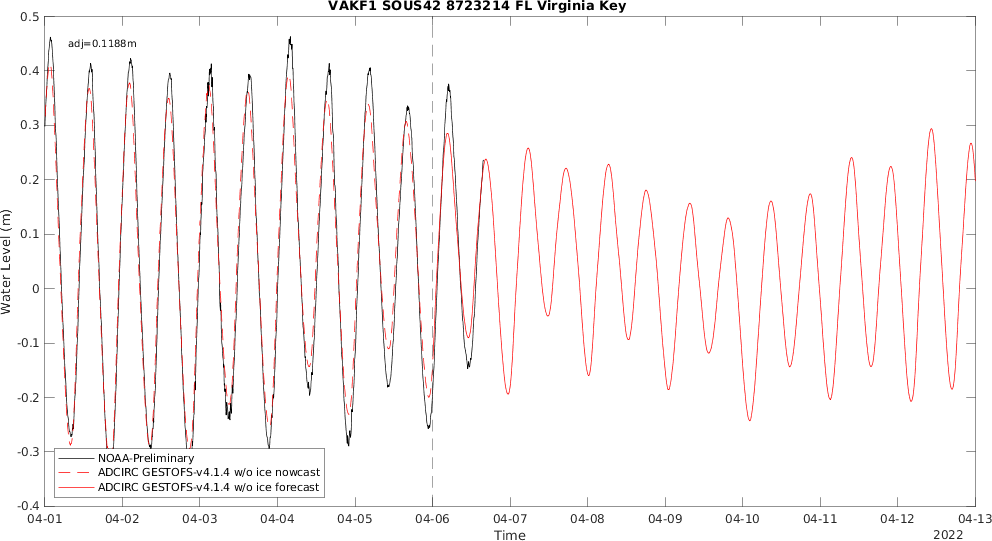 VAKF1 SOUS42 8723214 FL Virginia Key
adj=0.1188m
0.5
0.4
0.3
0.2
0.1
0
-0.1
-0.2
-0.3
-0.4
Water Level (m)
NOAA-Preliminary
ADCIRC GESTOFS-v4.1.4 w/o ice nowcast
ADCIRC GESTOFS-v4.1.4 w/o ice forecast
04-01 04-02 04-03 04-04 04-05 04-06 04-07 04-08 04-09 04-10 04-11 04-12 04-13
Time
2022